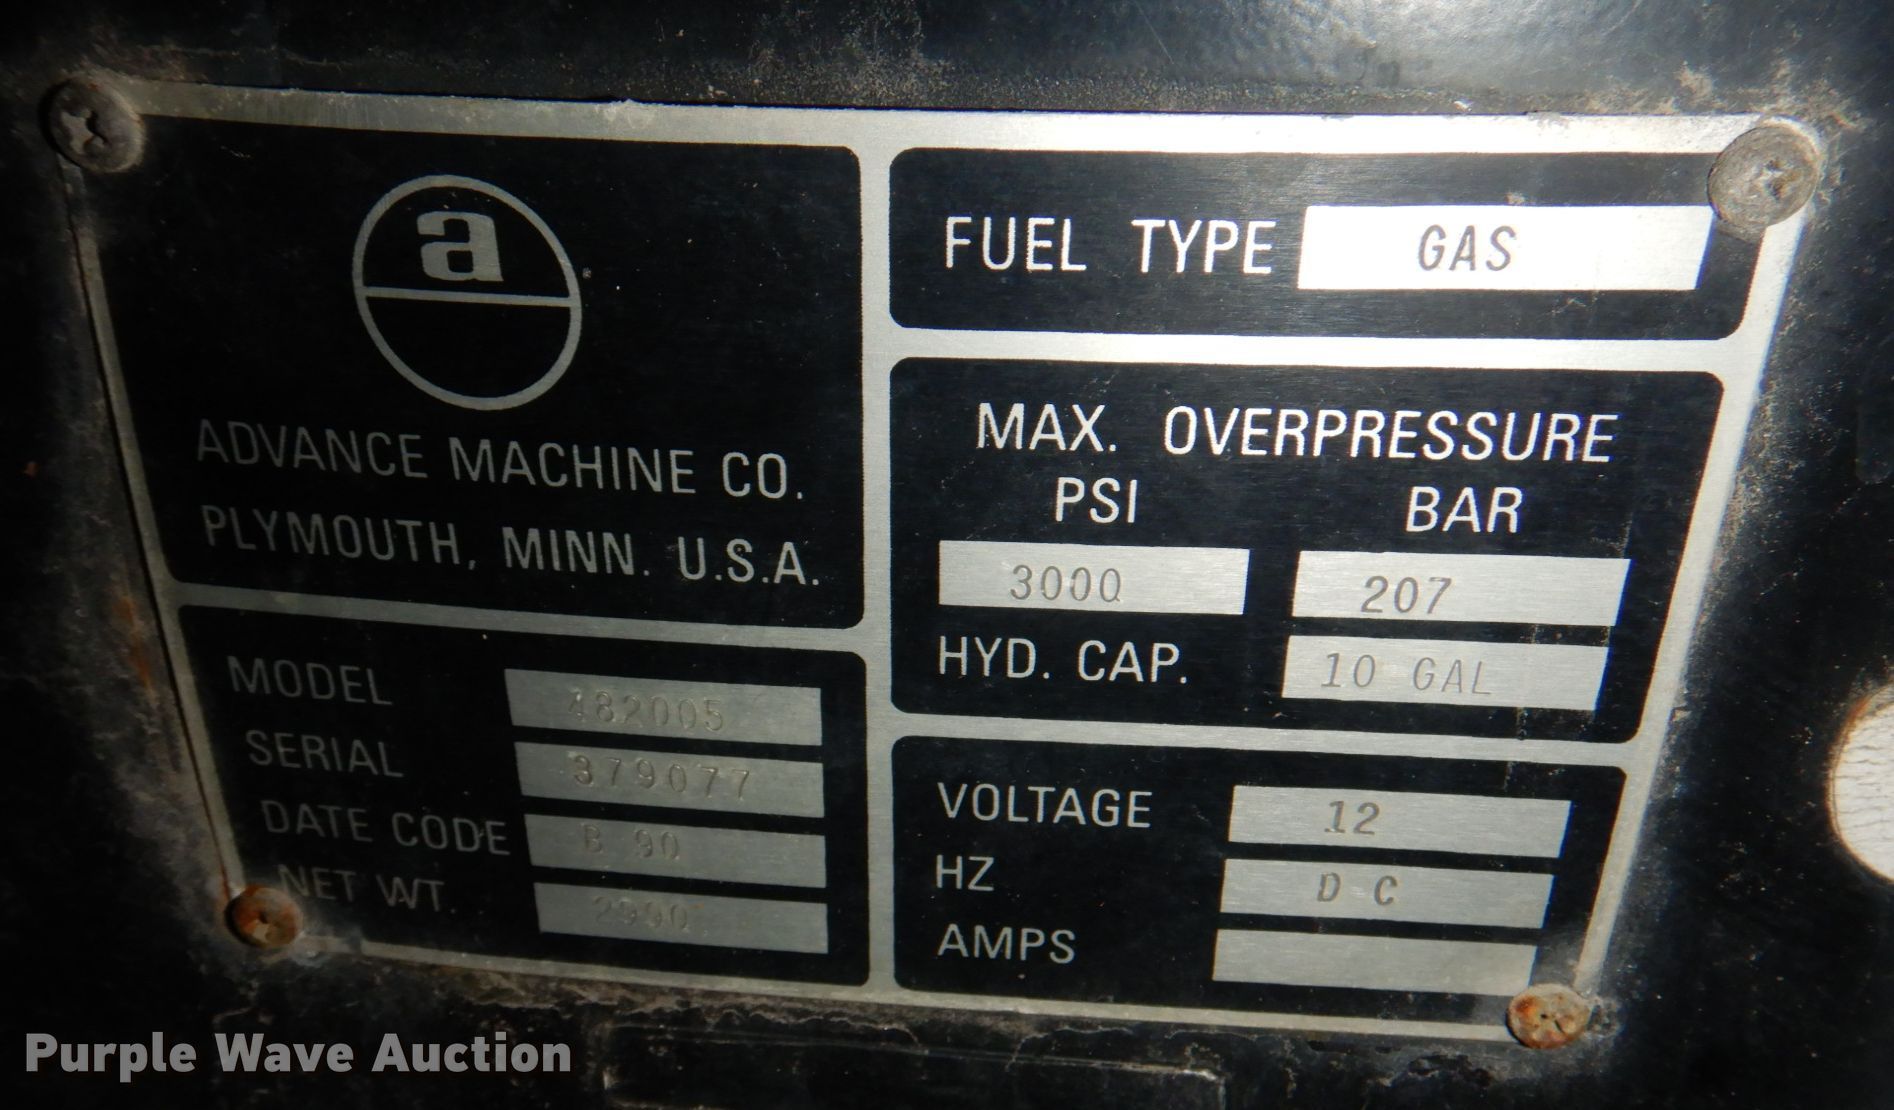 a
ADVANCE MACHINE CO.
PLYMOUTH, MINN. U.S.A.
MODEL 482005
SERIAL 379077
DATE CODE B 90
NET WT. 2990
FUEL TYPE GAS
MAX. OVERPRESSURE
PSI BAR
3000 207
HYD. CAP. 10 GAL
VOLTAGE 12
HZ D C
AMPS
Purple Wave Auction